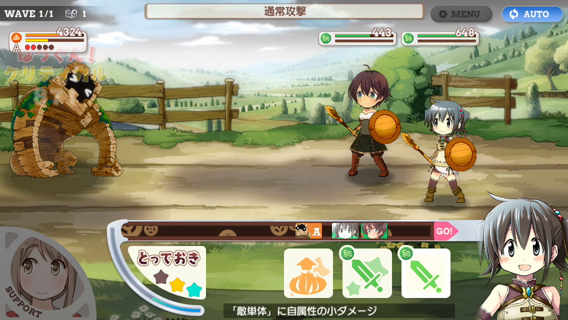 WAVE 1/1
1
通常攻撃
MENU
AUTO
4324
A
443
648
A
GO!
とっておき
SUPPORT
「敵単体」に自属性の小ダメージ